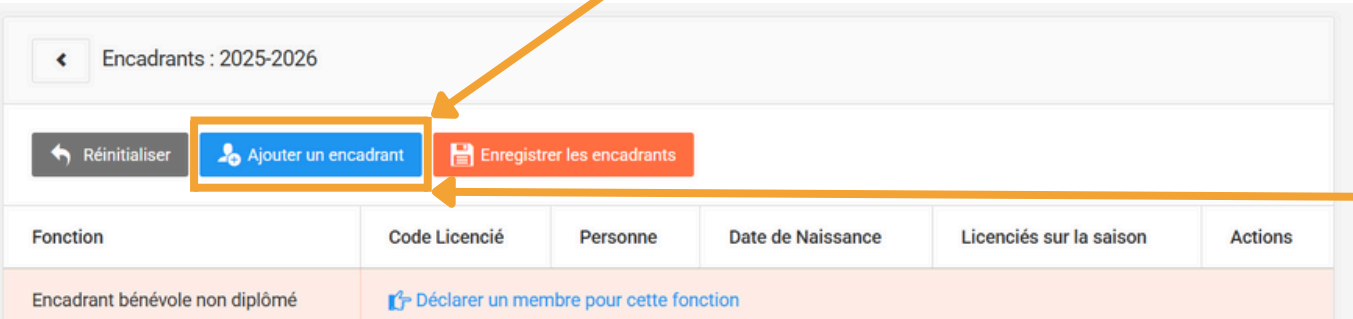 Encadrants : 2025-2026
Réinitialiser Ajouter un encadrant Enregistrer les encadrants
Fonction Code Licencié Personne Date de Naissance Licenciés sur la saison Actions
Encadrant bénévole non diplômé Déclarer un membre pour cette fonction